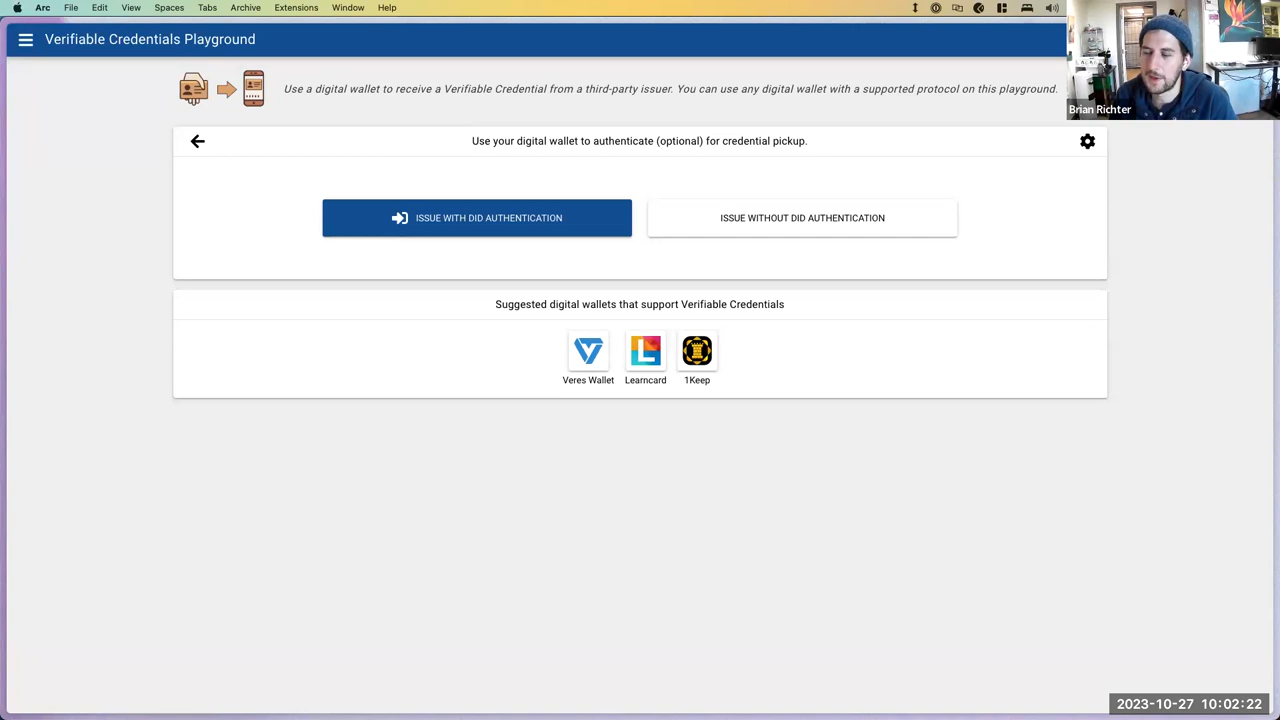 Arc File Edit View Spaces Tabs Archive Extensions Window Help
Verifiable Credentials Playground
Brian Richter
Use a digital wallet to receive a Verifiable Credential from a third-party issuer. You can use any digital wallet with a supported protocol on this playground.
Use your digital wallet to authenticate (optional) for credential pickup.
ISSUE WITH DID AUTHENTICATION
ISSUE WITHOUT DID AUTHENTICATION
Suggested digital wallets that support Verifiable Credentials
Veres Wallet
Learncard
1Keep
2023-10-27 10:02:22